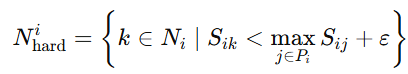 N^i_hard = { k ∈ N_i | S_ik < max_{j∈P_i} S_ij + ε }